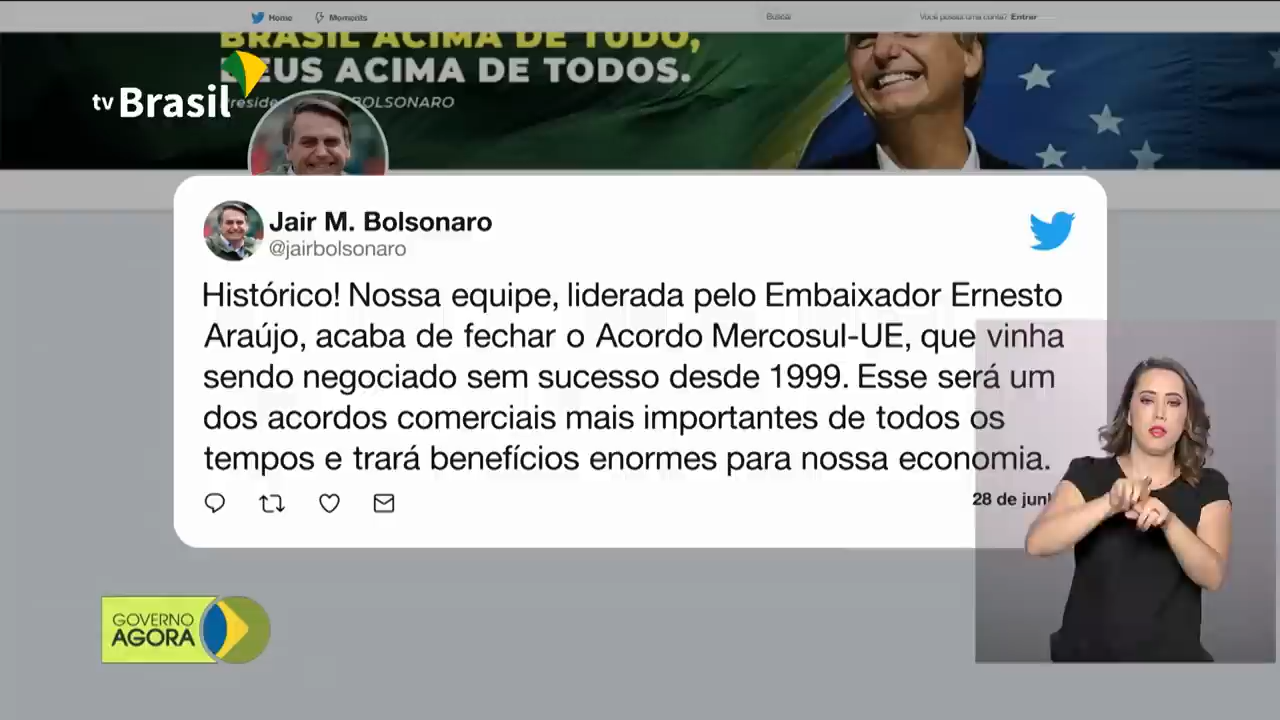 Home
Moments
Buscar
Você possui uma conta? Entrar
BRASIL ACIMA DE TUDO,
DEUS ACIMA DE TODOS.
BOLSONARO
tv Brasil
Jair M. Bolsonaro
@jairbolsonaro
Histórico! Nossa equipe, liderada pelo Embaixador Ernesto
Araújo, acaba de fechar o Acordo Mercosul-UE, que vinha
sendo negociado sem sucesso desde 1999. Esse será um
dos acordos comerciais mais importantes de todos os
tempos e trará benefícios enormes para nossa economia.
28 de jun
GOVERNO
AGORA